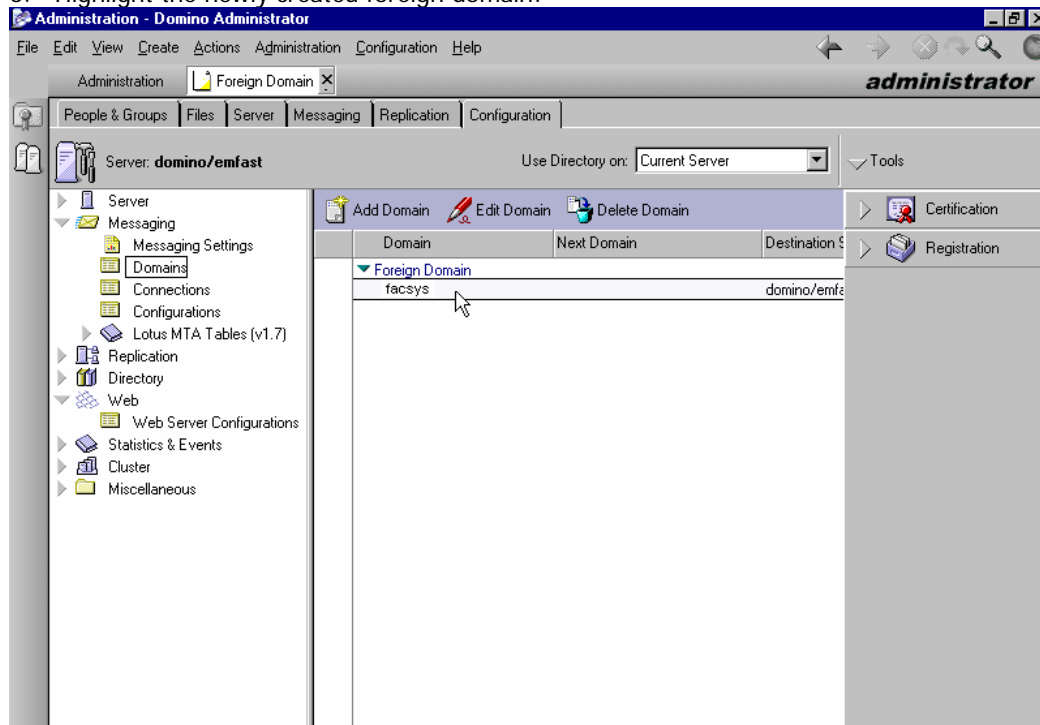 Highlight the newly created foreign domain.
Administration - Domino Administrator
File Edit View Create Actions Administration Configuration Help
Administration Foreign Domain
administrator
People & Groups Files Server Messaging Replication Configuration
Server: domino/emfast Use Directory on: Current Server Tools
Server
Messaging
Messaging Settings
Domains
Connections
Configurations
Lotus MTA Tables (v1.7)
Replication
Directory
Web
Web Server Configurations
Statistics & Events
Cluster
Miscellaneous
Add Domain Edit Domain Delete Domain
Domain Next Domain Destination S
Foreign Domain
facsys domino/emfa
Certification
Registration